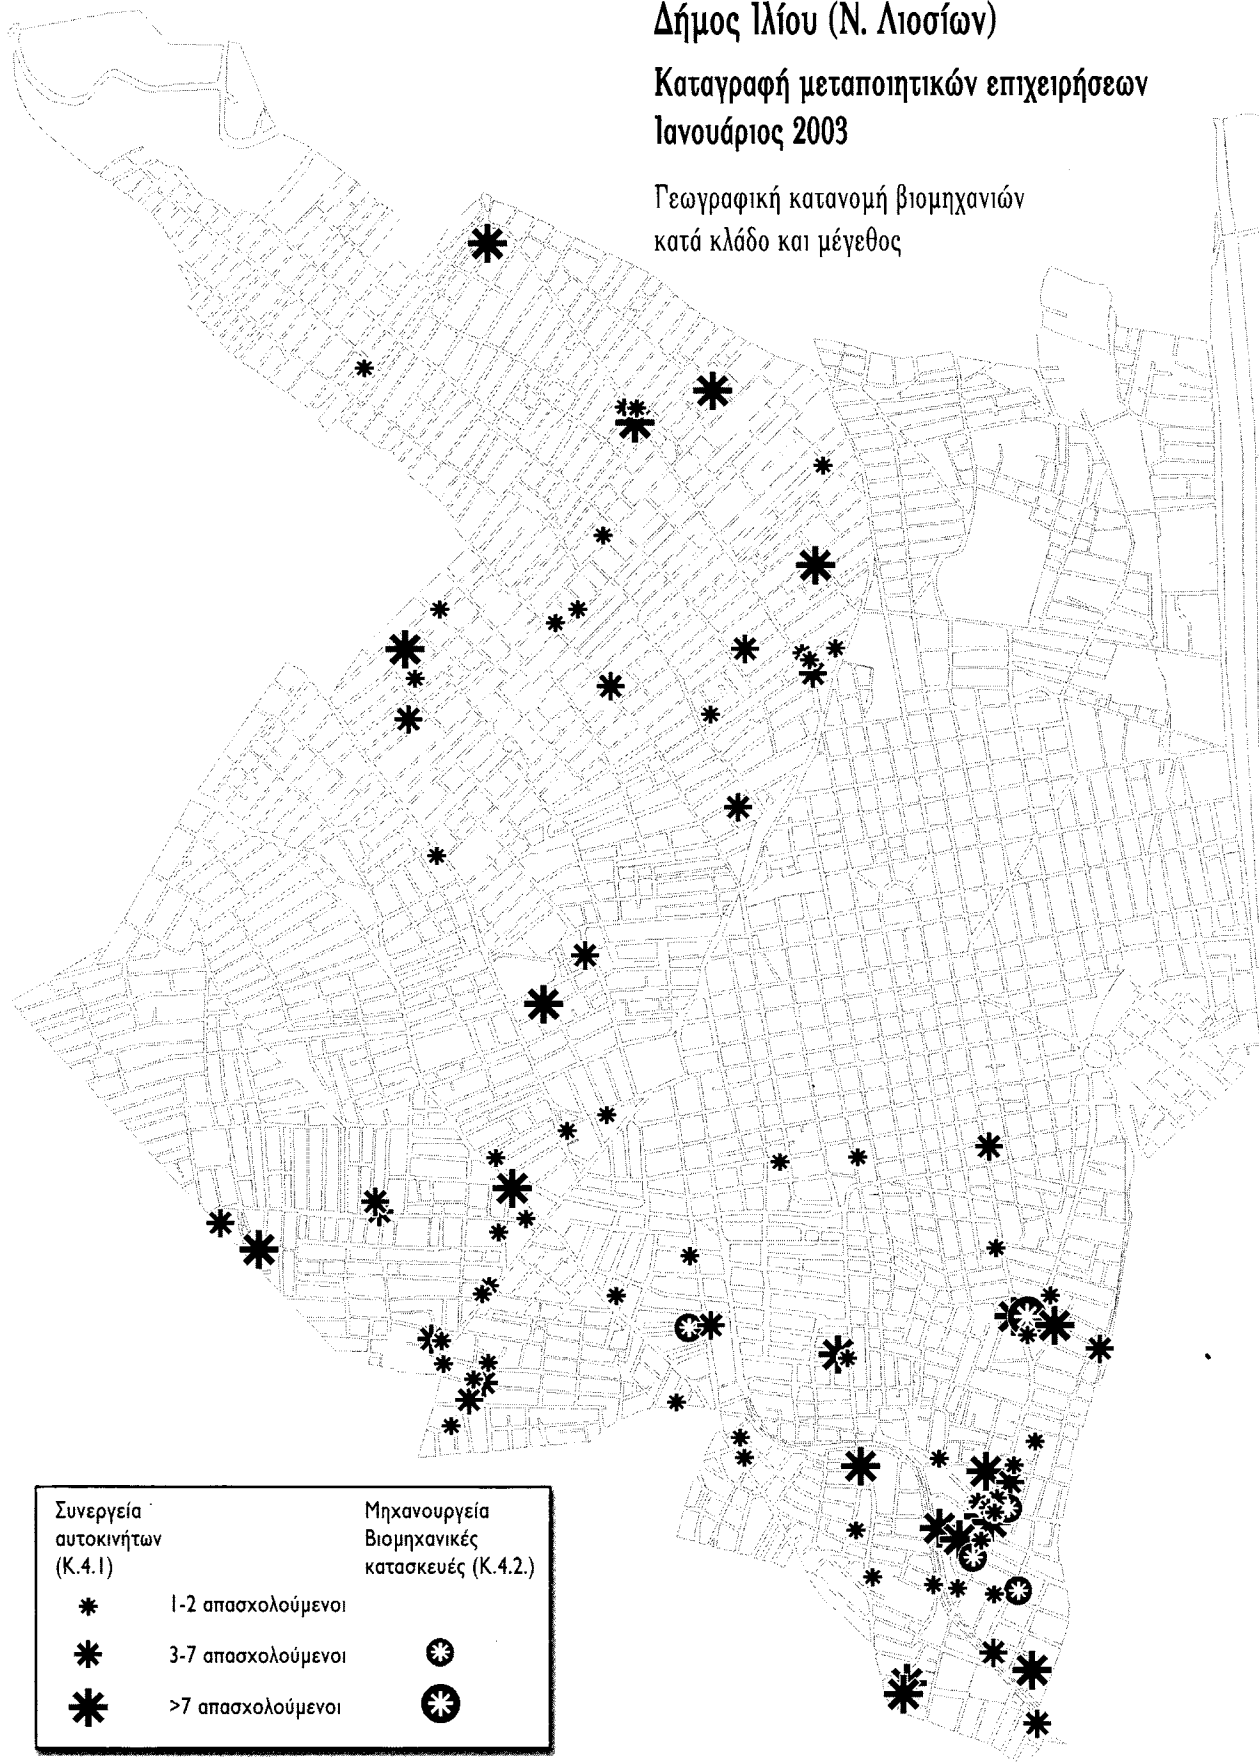 Δήμος Ιλίου (Ν. Λιοσίων)
Καταγραφή μεταποιητικών επιχειρήσεων
Ιανουάριος 2003
Γεωγραφική κατανομή βιομηχανιών
κατά κλάδο και μέγεθος
Συνεργεία
αυτοκινήτων
(Κ.4.1)
Μηχανουργεία
Βιομηχανικές
κατασκευές (Κ.4.2.)
1-2 απασχολούμενοι
3-7 απασχολούμενοι
>7 απασχολούμενοι